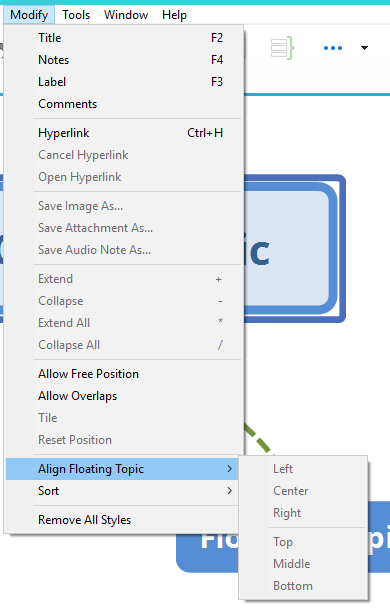 Modify Tools Window Help
Title F2
Notes F4
Label F3
Comments
Hyperlink Ctrl+H
Cancel Hyperlink
Open Hyperlink
Save Image As...
Save Attachment As...
Save Audio Note As...
ic
Extend +
Collapse -
Extend All *
Collapse All /
Allow Free Position
Allow Overlaps
Tile
Reset Position
Align Floating Topic >
Sort >
Remove All Styles
Left
Center
Right
Top
Middle
Bottom